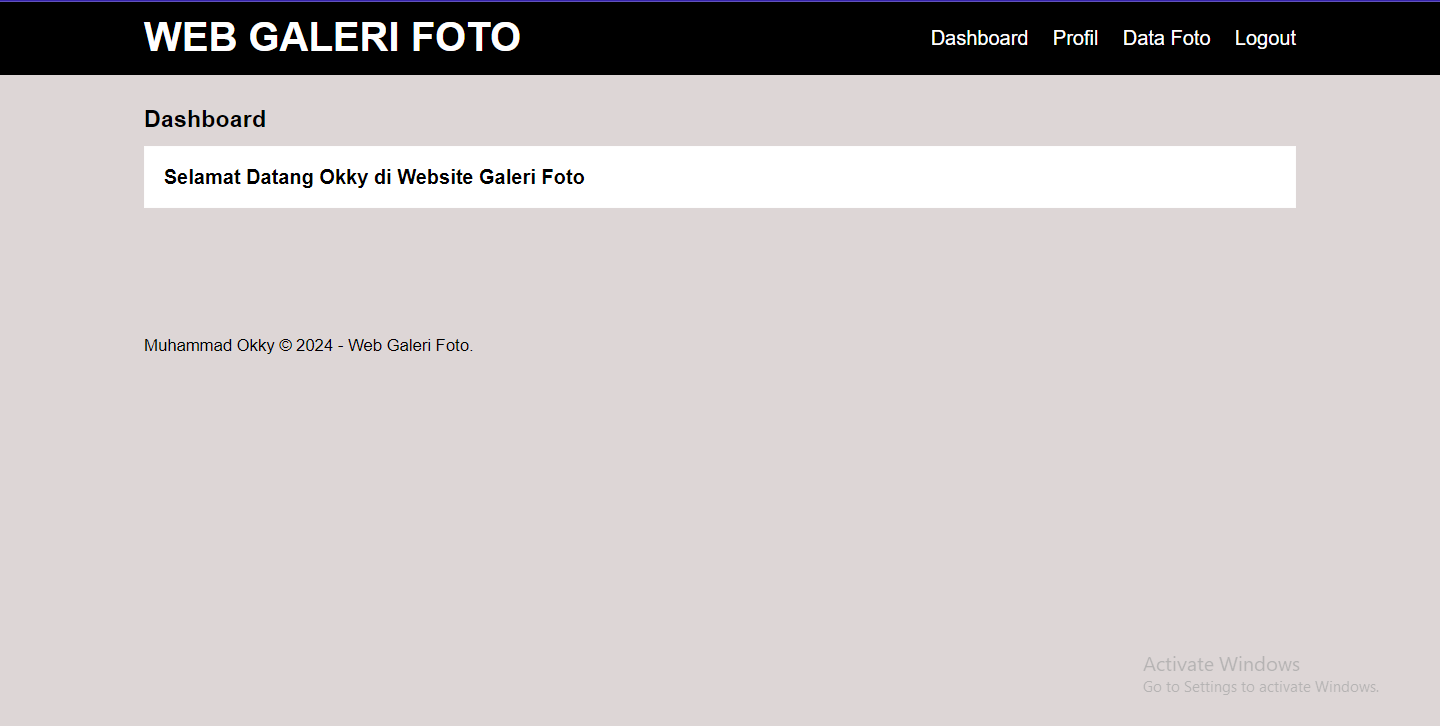 WEB GALERI FOTO
Dashboard Profil Data Foto Logout
Dashboard
Selamat Datang Okky di Website Galeri Foto
Muhammad Okky © 2024 - Web Galeri Foto.
Activate Windows
Go to Settings to activate Windows.